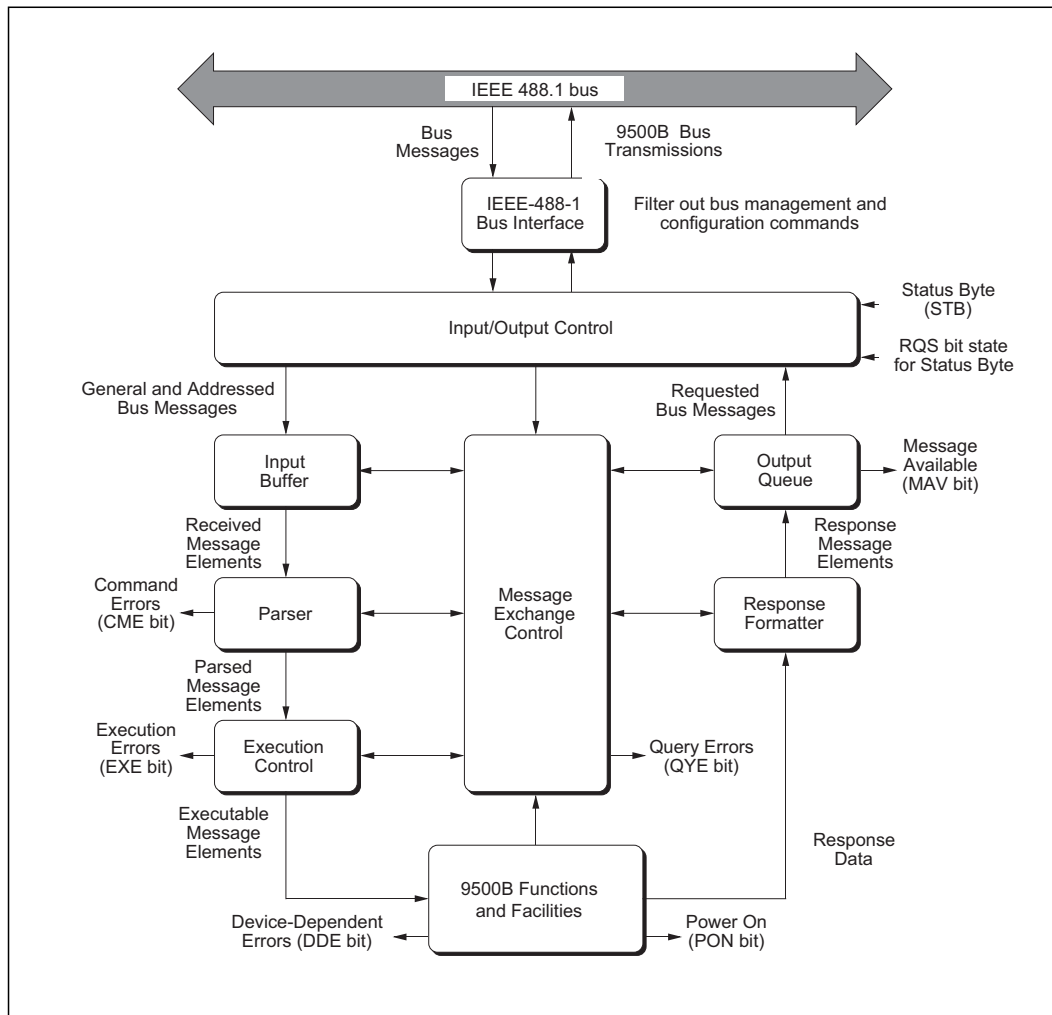 IEEE 488.1 bus
Bus
Messages
9500B Bus
Transmissions
IEEE-488-1
Bus Interface
Filter out bus management and
configuration commands
Input/Output Control
Status Byte
(STB)
RQS bit state
for Status Byte
General and Addressed
Bus Messages
Requested
Bus Messages
Input
Buffer
Output
Queue
Message
Available
(MAV bit)
Received
Message
Elements
Response
Message
Elements
Command
Errors
(CME bit)
Parser
Message
Exchange
Control
Response
Formatter
Parsed
Message
Elements
Execution
Errors
(EXE bit)
Execution
Control
Query Errors
(QYE bit)
Executable
Message
Elements
Response
Data
9500B Functions
and Facilities
Device-Dependent
Errors (DDE bit)
Power On
(PON bit)